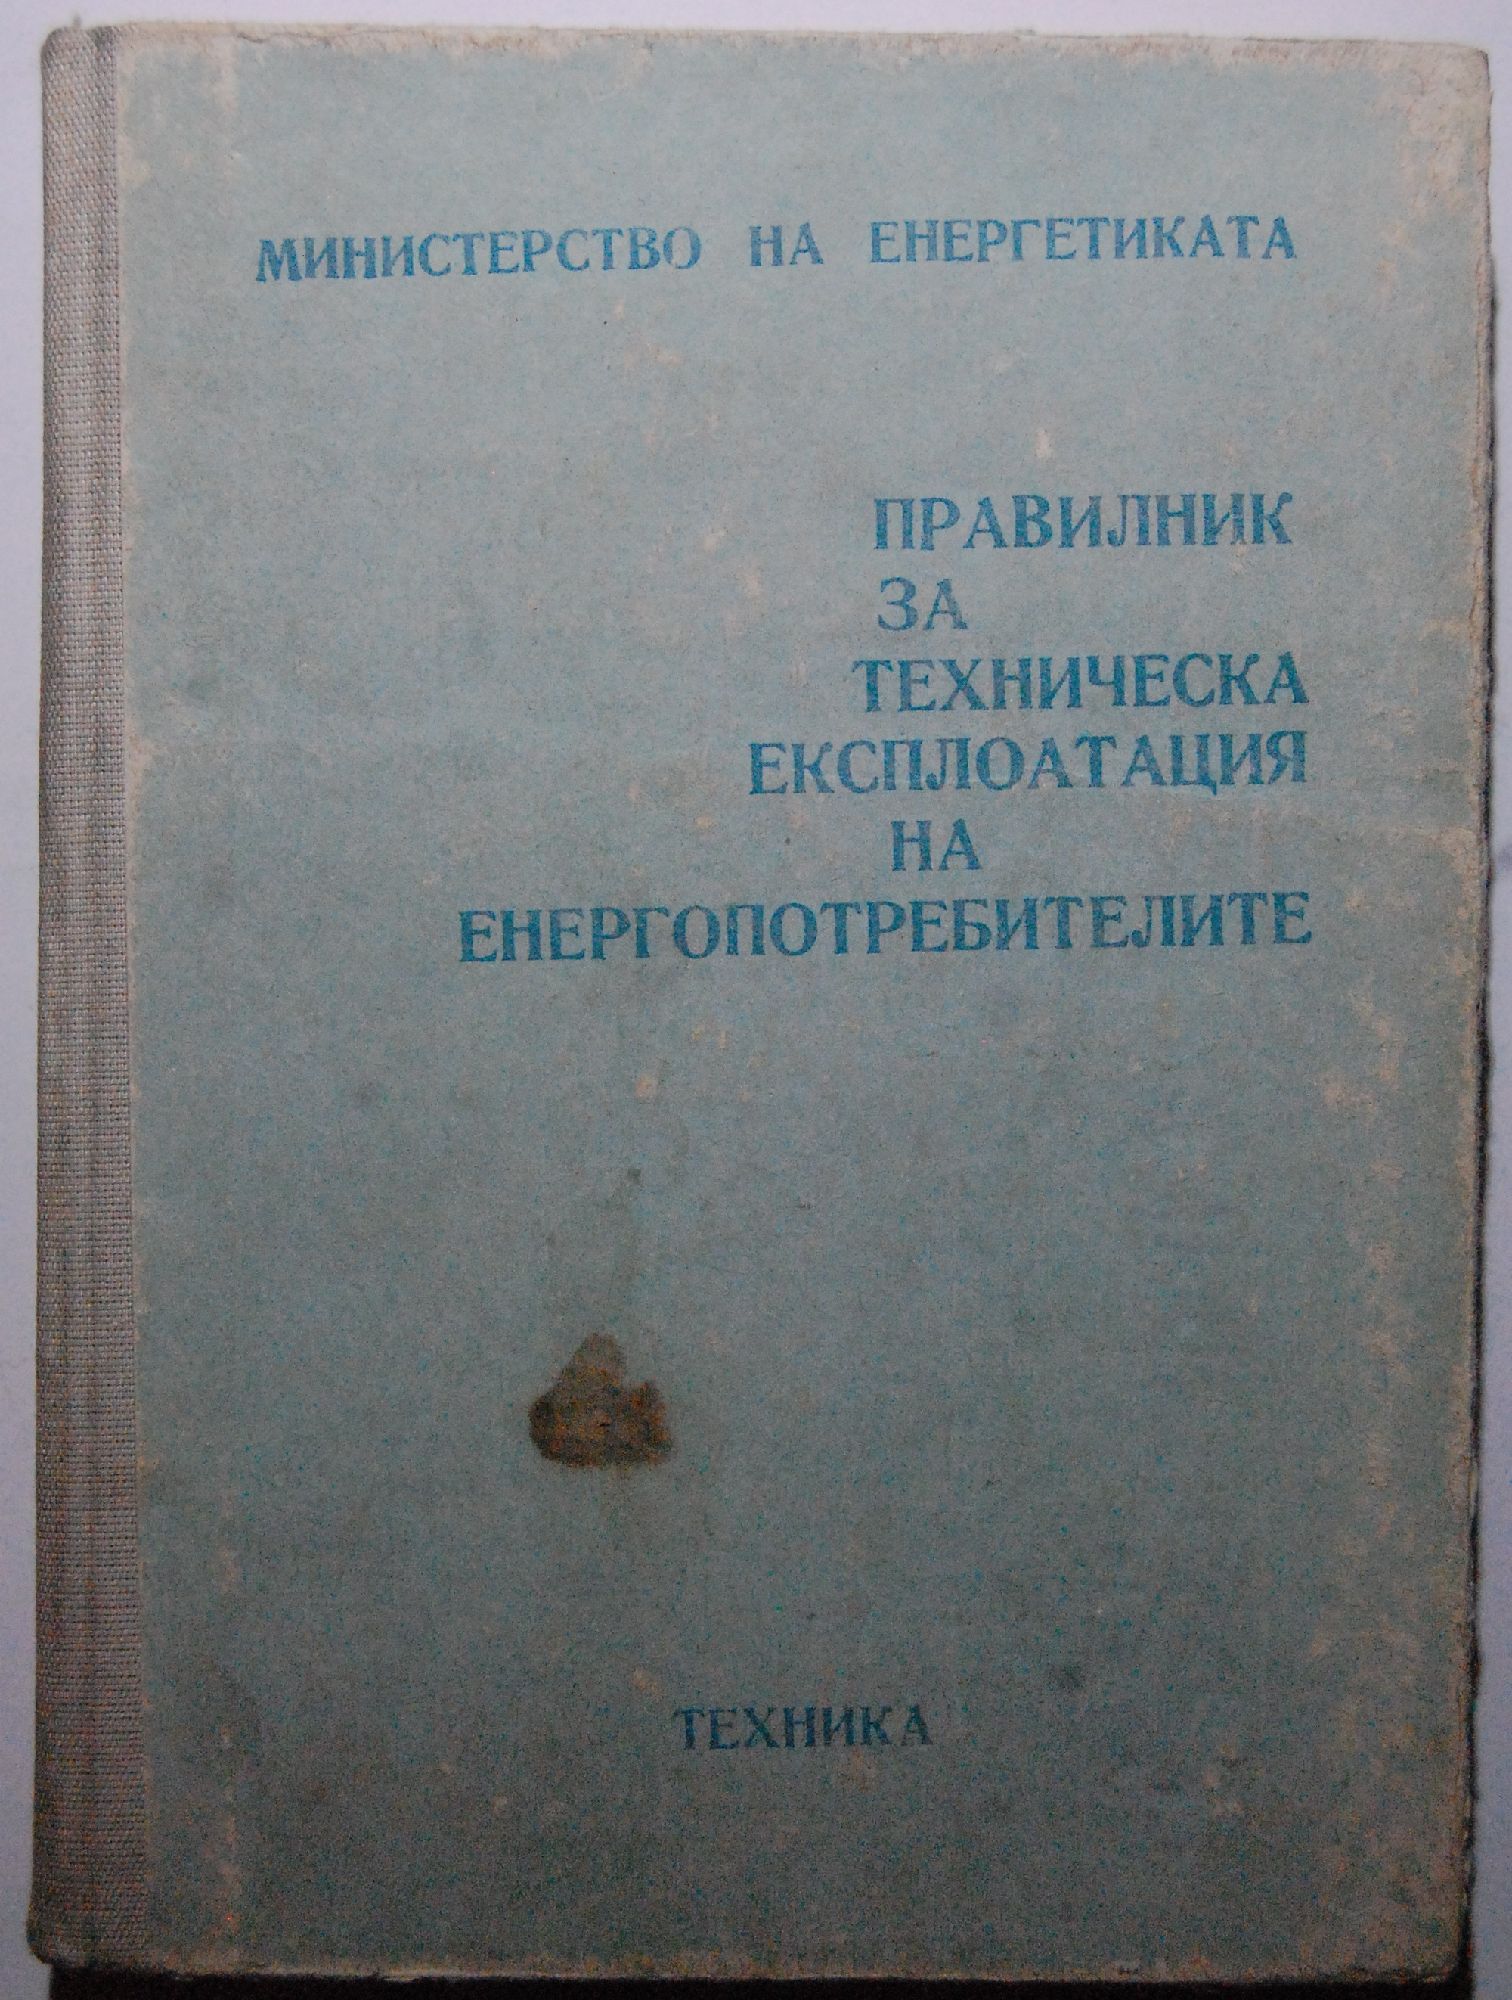 МИНИСТЕРСТВО НА ЕНЕРГЕТИКАТА
ПРАВИЛНИК
ЗА
ТЕХНИЧЕСКА
ЕКСПЛОАТАЦИЯ
НА
ЕНЕРГОПОТРЕБИТЕЛИТЕ
ТЕХНИКА